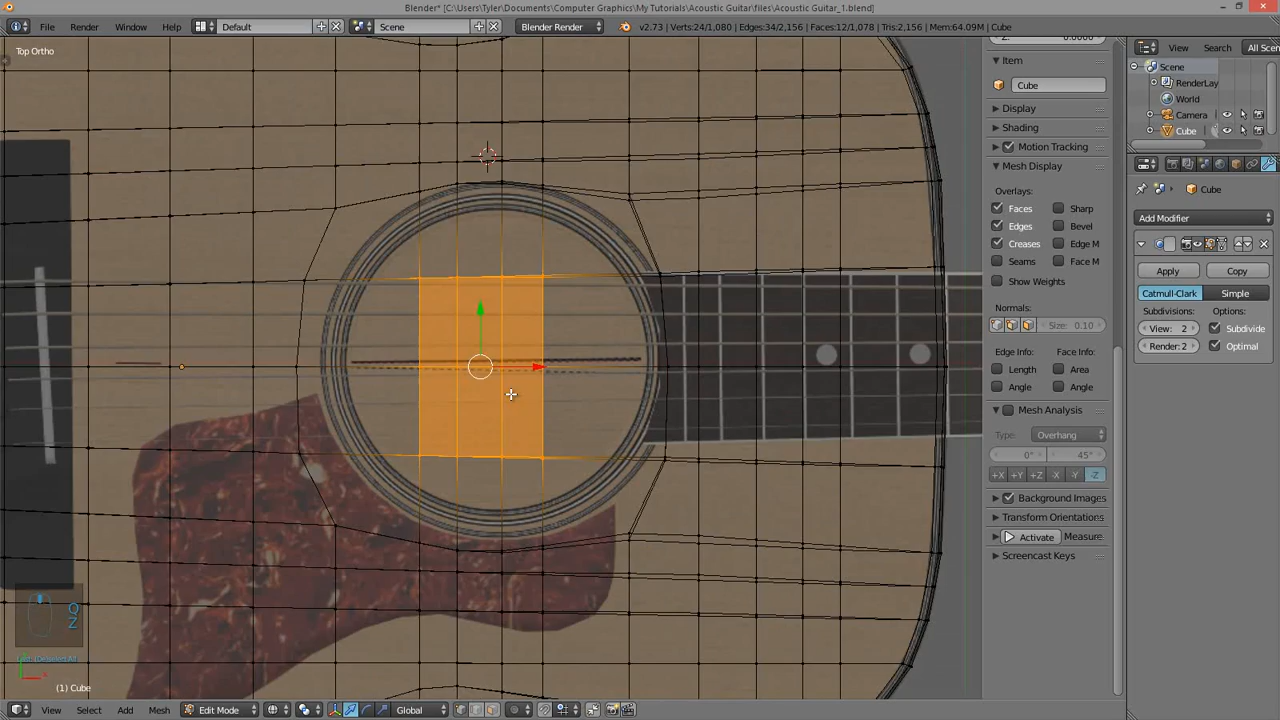 Blender* [C:\Users\Tyler\Documents\Computer Graphics\My Tutorials\Acoustic Guitar\files\Acoustic Guitar_1.blend]
File Render Window Help Default Scene Blender Render v2.73 | Verts:24/1,080 | Edges:34/2,156 | Faces:12/1,078 | Tris:2,156 | Mem:64.09M | Cube
Top Ortho
Z: 0.0000
Item
Cube
Display
Shading
Motion Tracking
Mesh Display
Overlays:
Faces Sharp
Edges Bevel
Creases Edge M
Seams Face M
Show Weights
Normals:
Size: 0.10
Edge Info: Face Info:
Length Area
Angle Angle
Mesh Analysis
Type: Overhang
0° 45°
+X +Y +Z -X -Y -Z
Background Images
Transform Orientations
Activate Measure
Screencast Keys
View Search All Scen
Scene
RenderLay
World
Camera
Cube
Cube
Add Modifier
Apply Copy
Catmull-Clark Simple
Subdivisions: Options:
View: 2 Subdivide
Render: 2 Optimal
Q
Z
(1) Cube
View Select Add Mesh Edit Mode Global